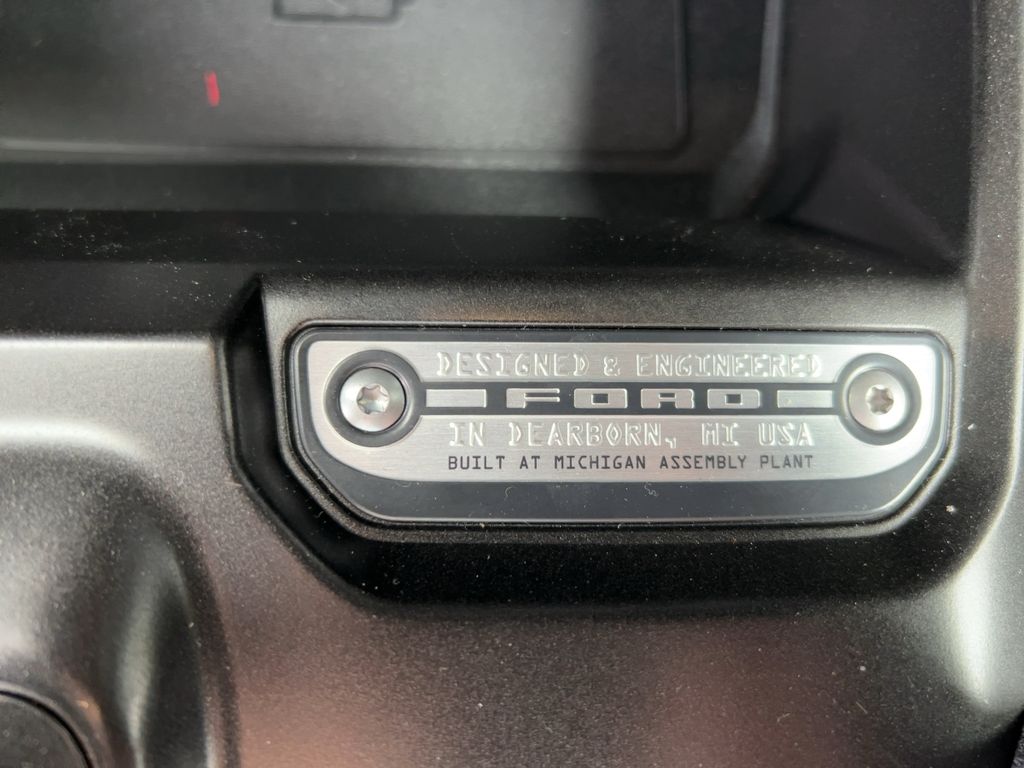 DESIGNED & ENGINEERED
FORD
IN DEARBORN, MI USA
BUILT AT MICHIGAN ASSEMBLY PLANT